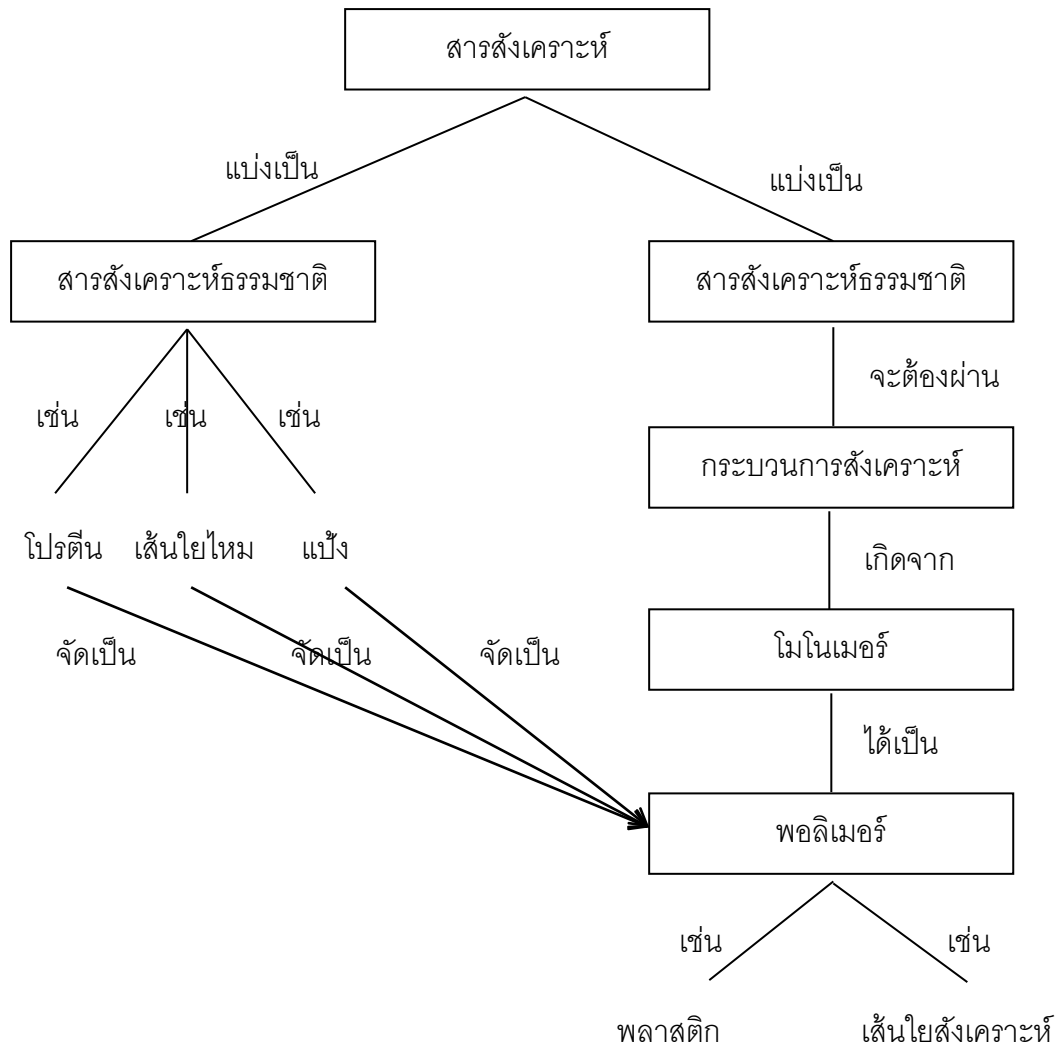 สารสังเคราะห์
แบ่งเป็น
แบ่งเป็น
สารสังเคราะห์ธรรมชาติ
สารสังเคราะห์ธรรมชาติ
จะต้องผ่าน
เช่น
เช่น
เช่น
กระบวนการสังเคราะห์
โปรตีน
เส้นใยไหม
แป้ง
เกิดจาก
จัดเป็น
จัดเป็น
จัดเป็น
โมโนเมอร์
ได้เป็น
พอลิเมอร์
เช่น
เช่น
พลาสติก
เส้นใยสังเคราะห์